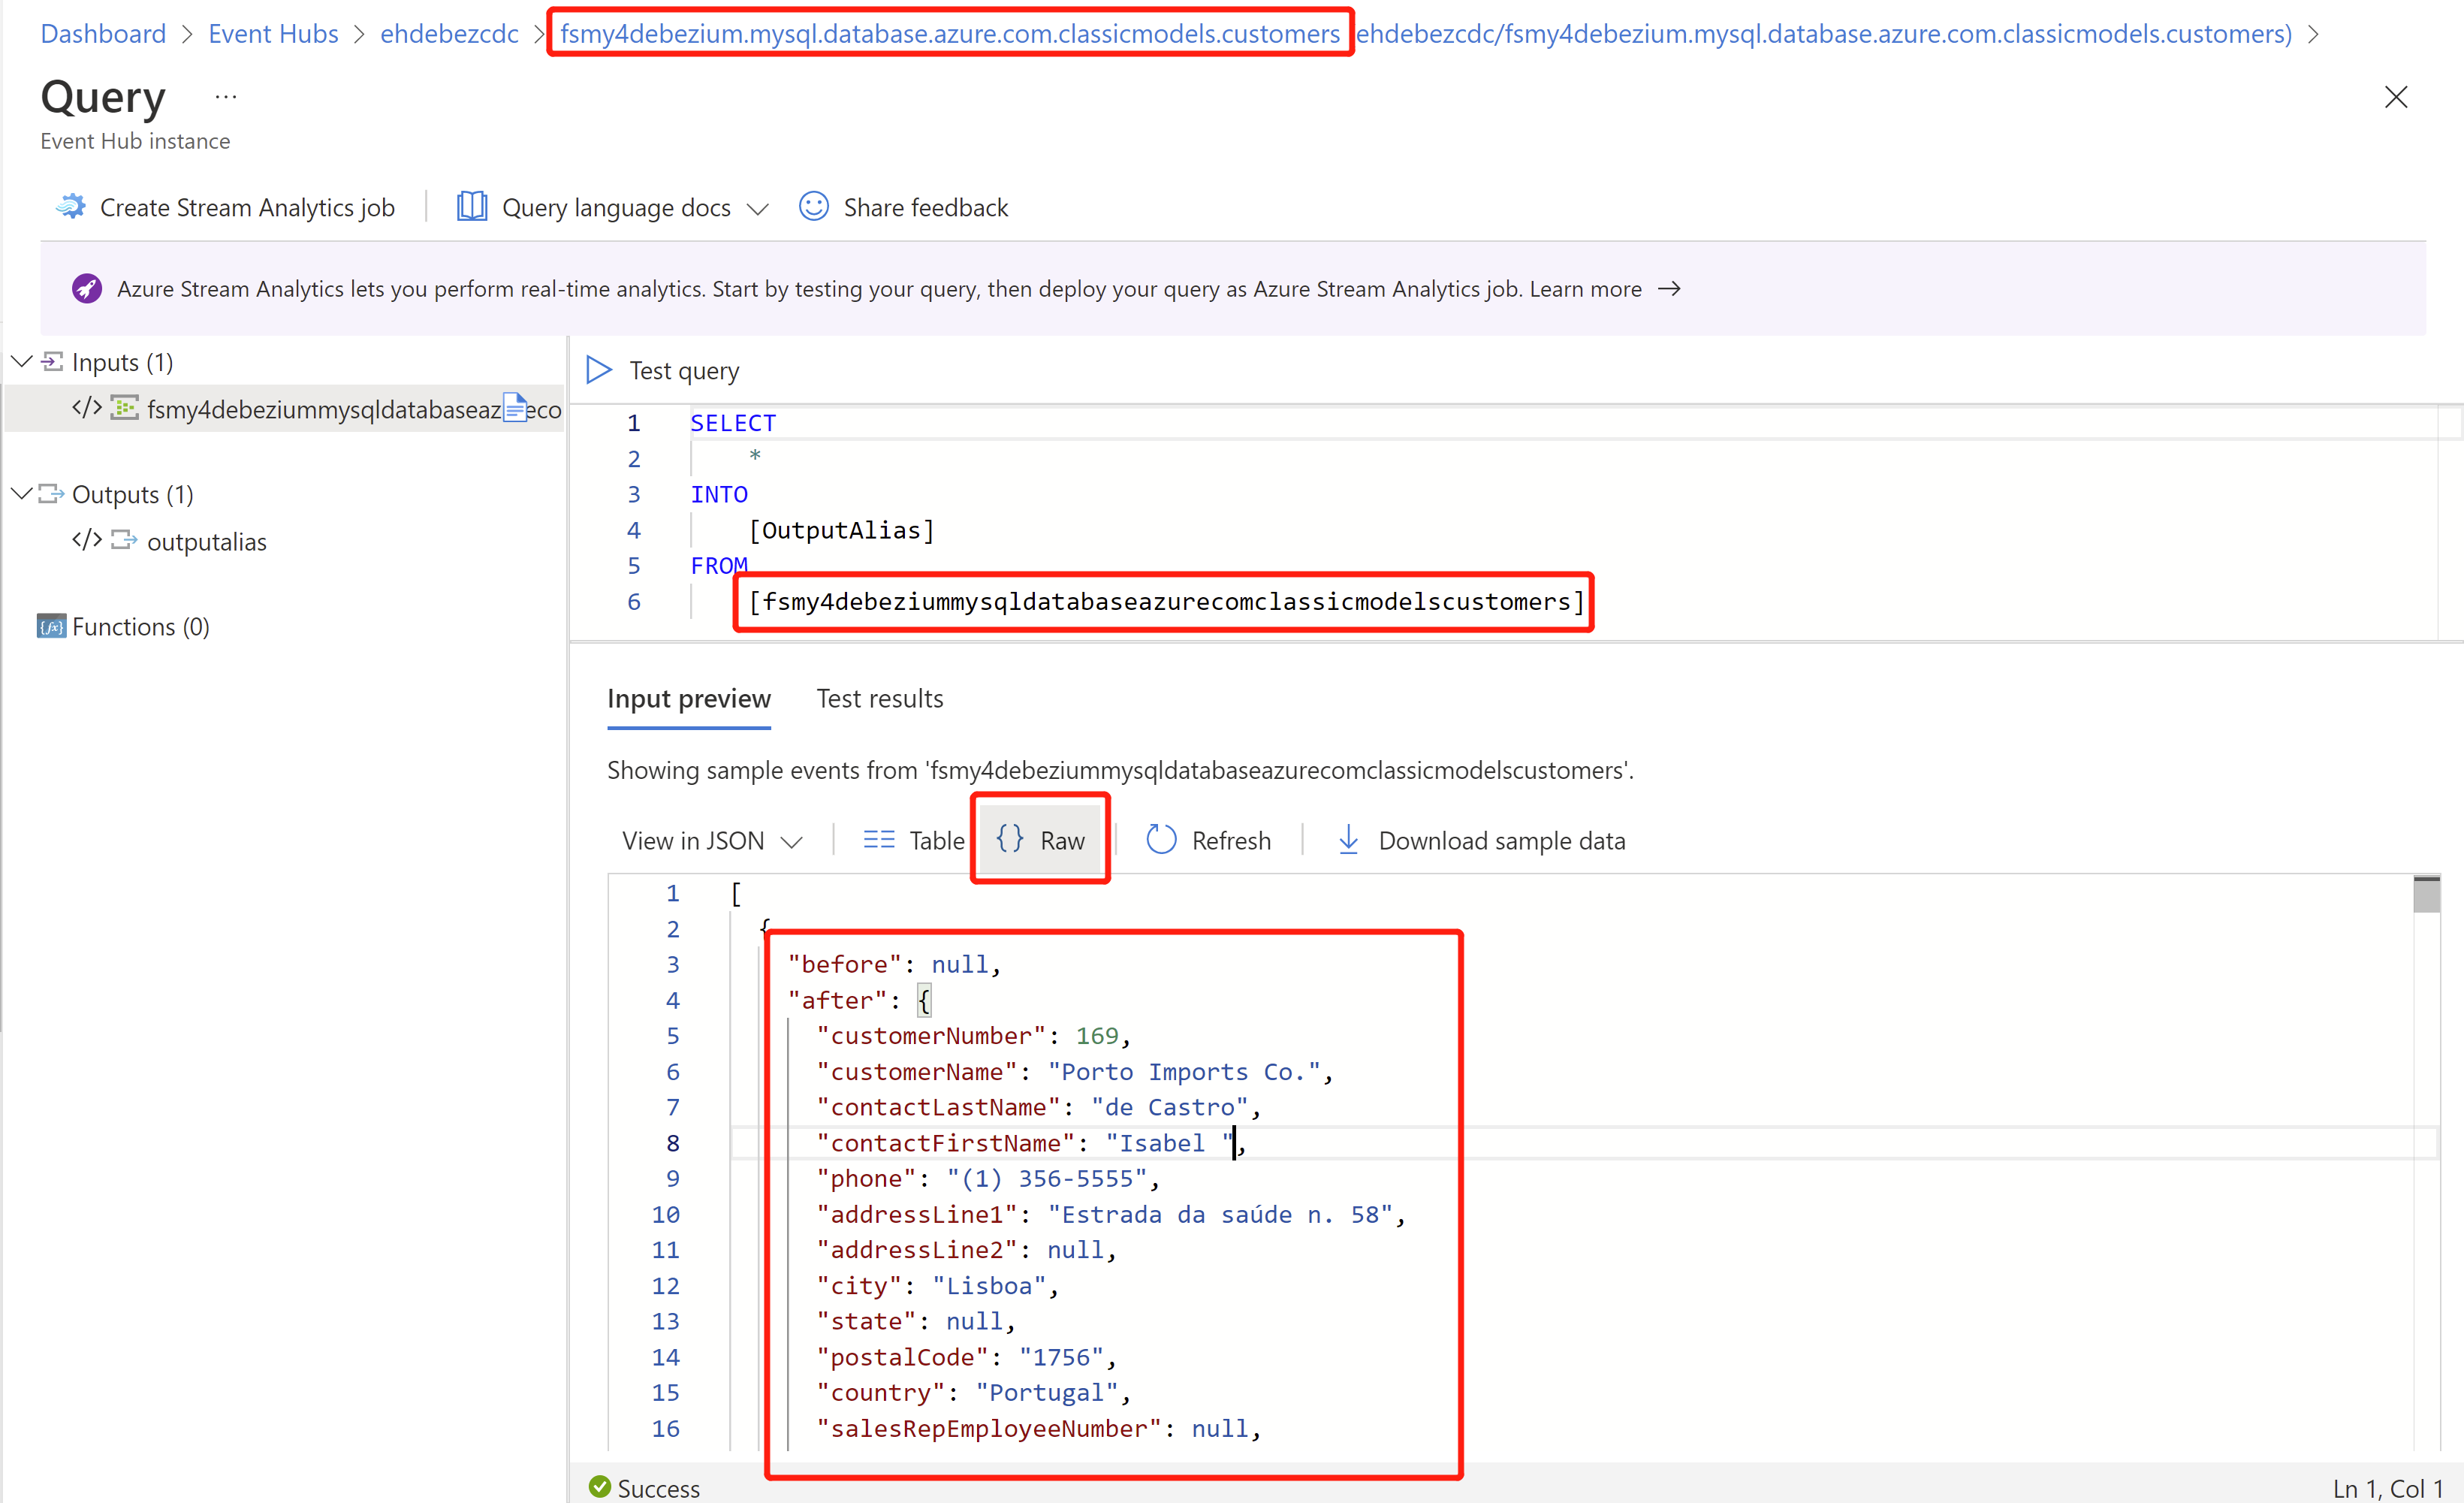 Dashboard > Event Hubs > ehdebezcdc > fsmy4debezium.mysql.database.azure.com.classicmodels.customers ehdebezcdc/fsmy4debezium.mysql.database.azure.com.classicmodels.customers) >
Query ...
Event Hub instance
Create Stream Analytics job Query language docs Share feedback
Azure Stream Analytics lets you perform real-time analytics. Start by testing your query, then deploy your query as Azure Stream Analytics job. Learn more →
Inputs (1)
</> fsmy4debeziummysqldatabaseaz eco
Outputs (1)
</> outputalias
{fx} Functions (0)
Test query
1 SELECT
2 *
3 INTO
4 [OutputAlias]
5 FROM
6 [fsmy4debeziummysqldatabaseazurecomclassicmodelscustomers]
Input preview Test results
Showing sample events from 'fsmy4debeziummysqldatabaseazurecomclassicmodelscustomers'.
View in JSON Table {} Raw Refresh Download sample data
1 [
2 {
3 "before": null,
4 "after": {
5 "customerNumber": 169,
6 "customerName": "Porto Imports Co.",
7 "contactLastName": "de Castro",
8 "contactFirstName": "Isabel ",
9 "phone": "(1) 356-5555",
10 "addressLine1": "Estrada da saúde n. 58",
11 "addressLine2": null,
12 "city": "Lisboa",
13 "state": null,
14 "postalCode": "1756",
15 "country": "Portugal",
16 "salesRepEmployeeNumber": null,
Success
Ln 1, Col 1